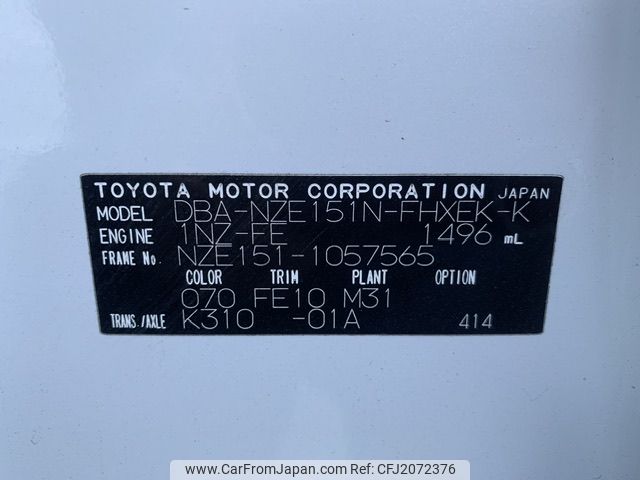 TOYOTA MOTOR CORPORATION JAPAN
MODEL DBA-NZE151N-FHXEK-K
ENGINE 1NZ-FE 1496 mL
FRAME No. NZE151-1057565
COLOR TRIM PLANT OPTION
070 FE10 M31
TRANS./AXLE K310 -01A 414
www.CarFromJapan.com | CFJ2072376